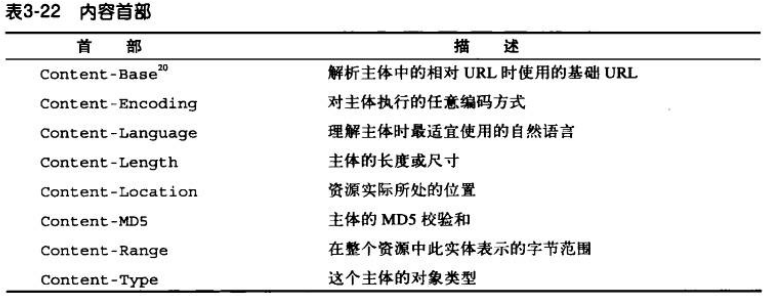 表3-22 内容首部
首 部 描 述
Content-Base20 解析主体中的相对 URL 时使用的基础 URL
Content-Encoding 对主体执行的任意编码方式
Content-Language 理解主体时最适宜使用的自然语言
Content-Length 主体的长度或尺寸
Content-Location 资源实际所处的位置
Content-MD5 主体的 MD5 校验和
Content-Range 在整个资源中此实体表示的字节范围
Content-Type 这个主体的对象类型